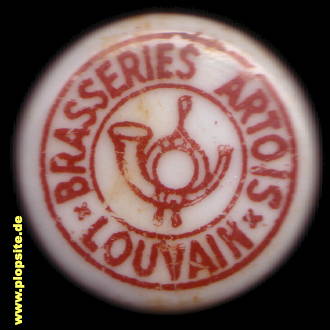 BRASSERIES ARTOIS
* LOUVAIN *
www.plopsite.de